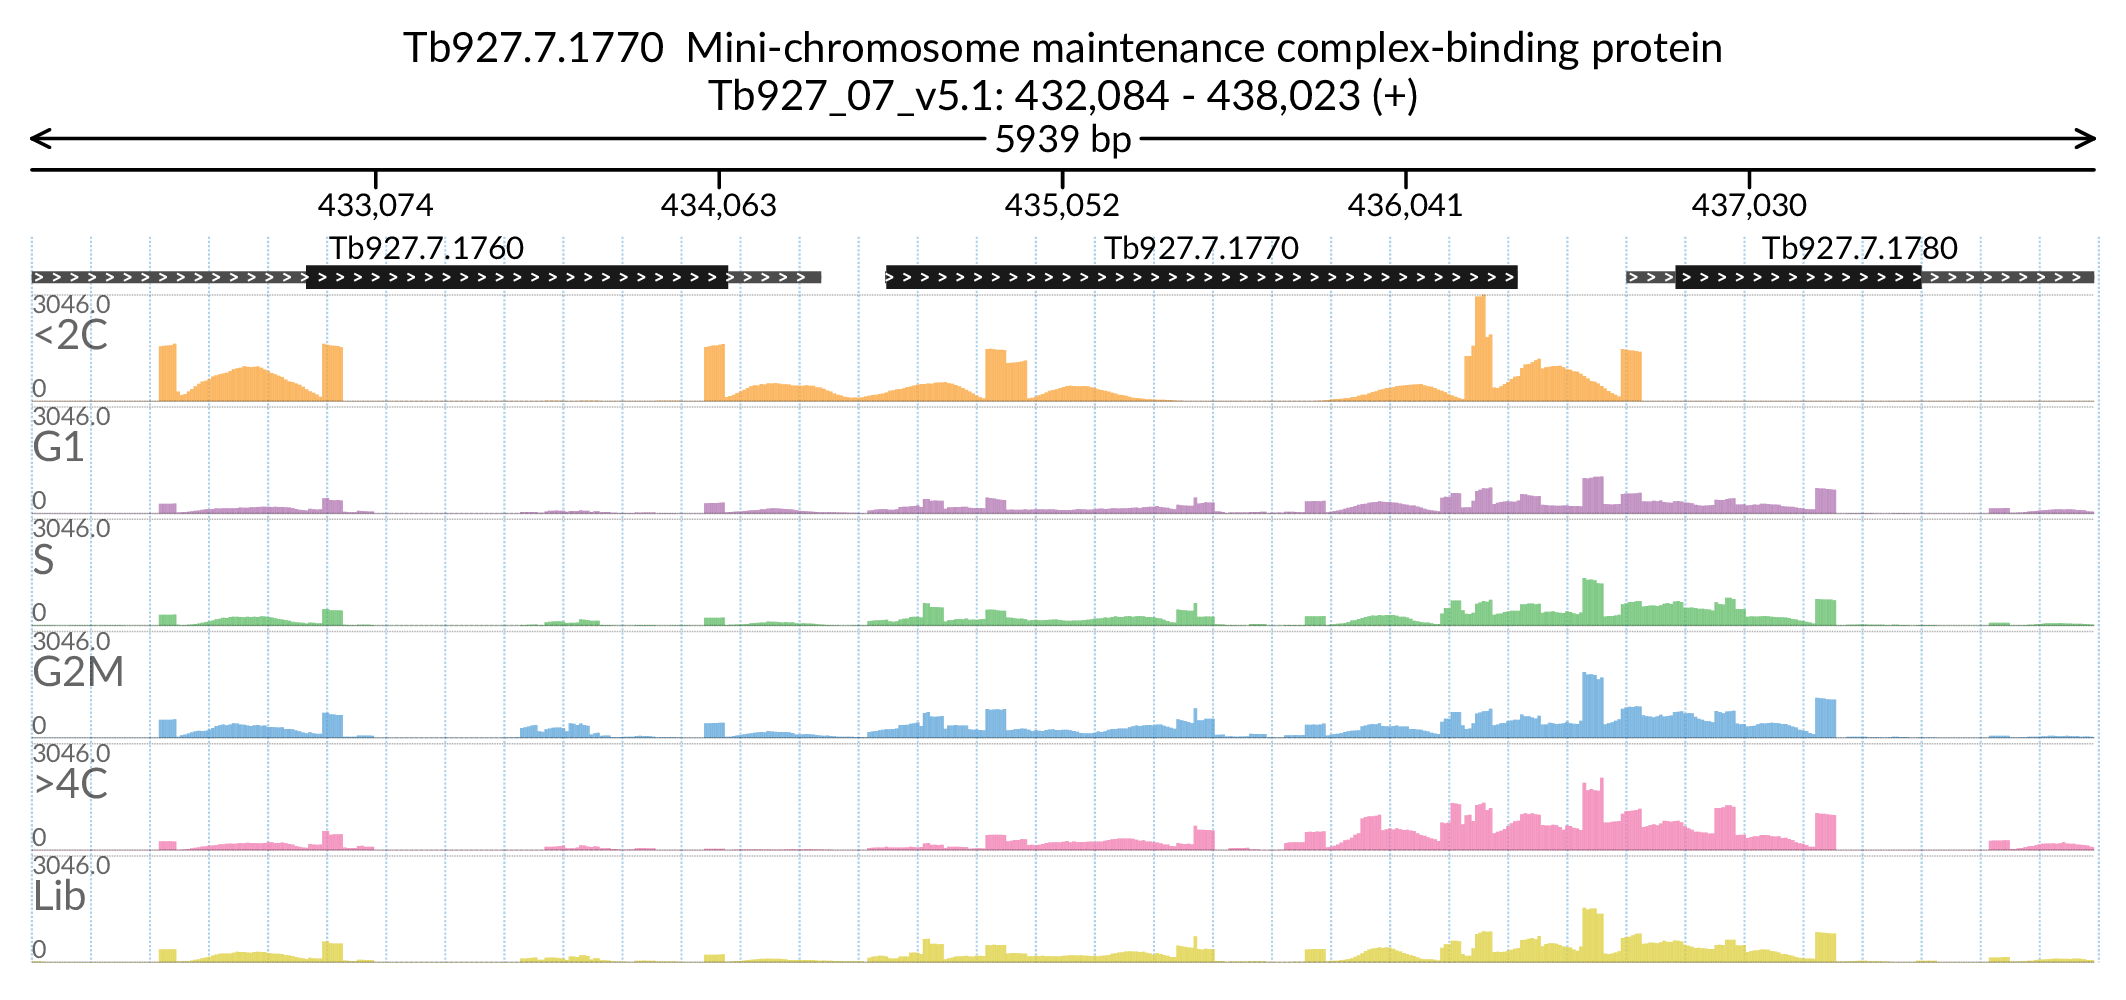 Tb927.7.1770 Mini-chromosome maintenance complex-binding protein
Tb927_07_v5.1: 432,084 - 438,023 (+)
5939 bp
433,074 434,063 435,052 436,041 437,030
Tb927.7.1760 Tb927.7.1770 Tb927.7.1780
3046.0
<2C
0
3046.0
G1
0
3046.0
S
0
3046.0
G2M
0
3046.0
>4C
0
3046.0
Lib
0